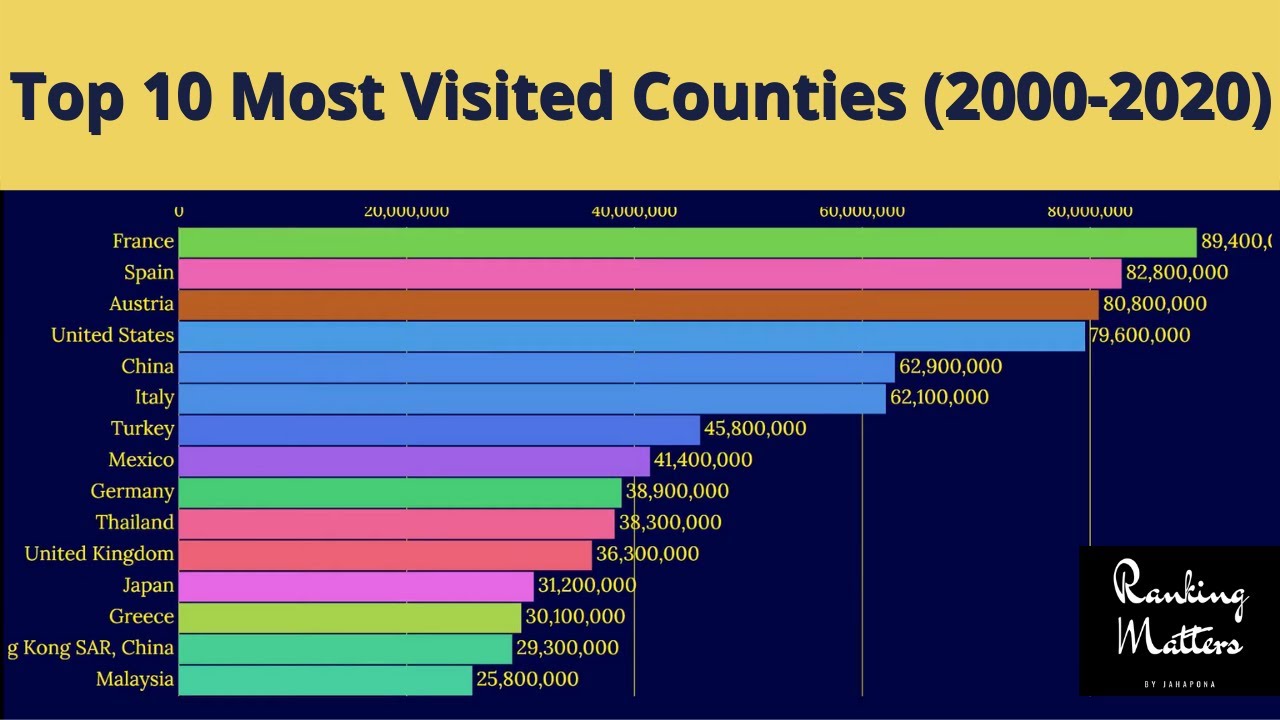 Top 10 Most Visited Counties (2000-2020)
0 20,000,000 40,000,000 60,000,000 80,000,000
France 89,400,(
Spain 82,800,000
Austria 80,800,000
United States 79,600,000
China 62,900,000
Italy 62,100,000
Turkey 45,800,000
Mexico 41,400,000
Germany 38,900,000
Thailand 38,300,000
United Kingdom 36,300,000
Japan 31,200,000
Greece 30,100,000
g Kong SAR, China 29,300,000
Malaysia 25,800,000
Ranking
Matters
BY JAHAPONA